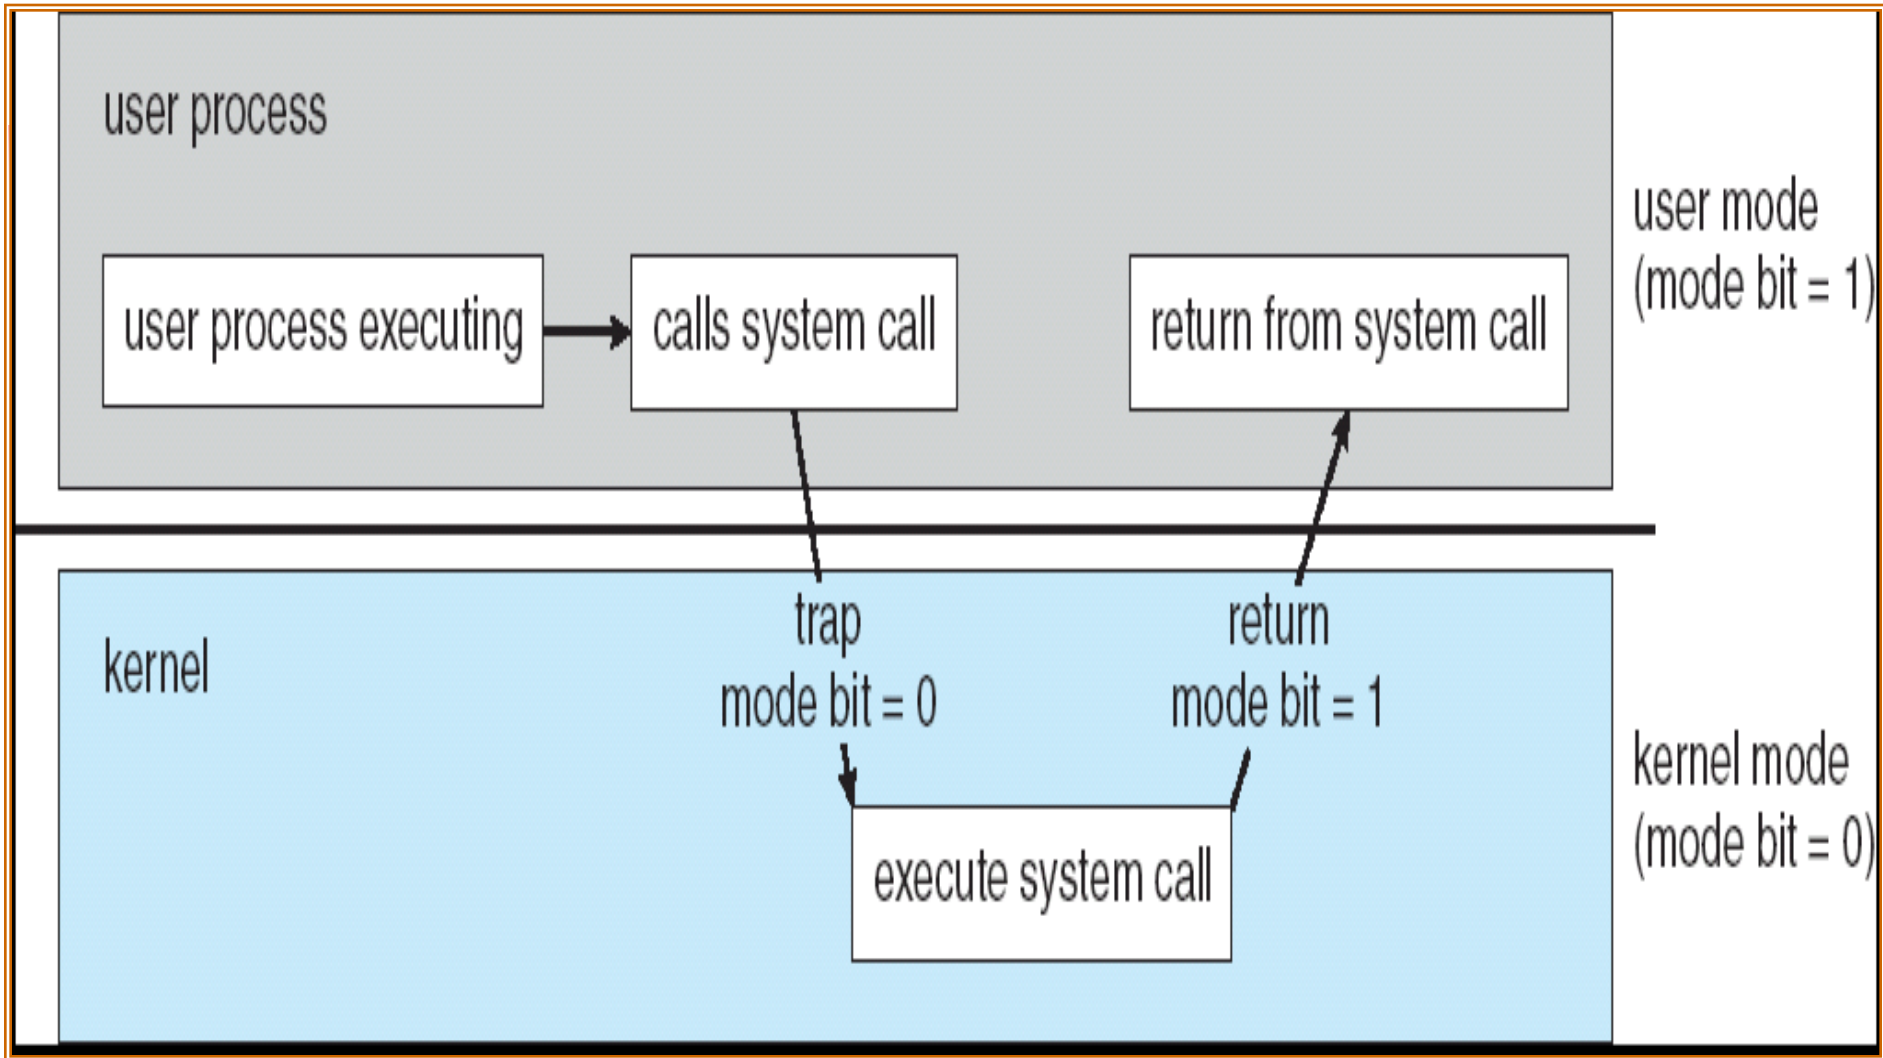 user process
user mode
(mode bit = 1)
user process executing
calls system call
return from system call
kernel
trap
mode bit = 0
return
mode bit = 1
kernel mode
(mode bit = 0)
execute system call